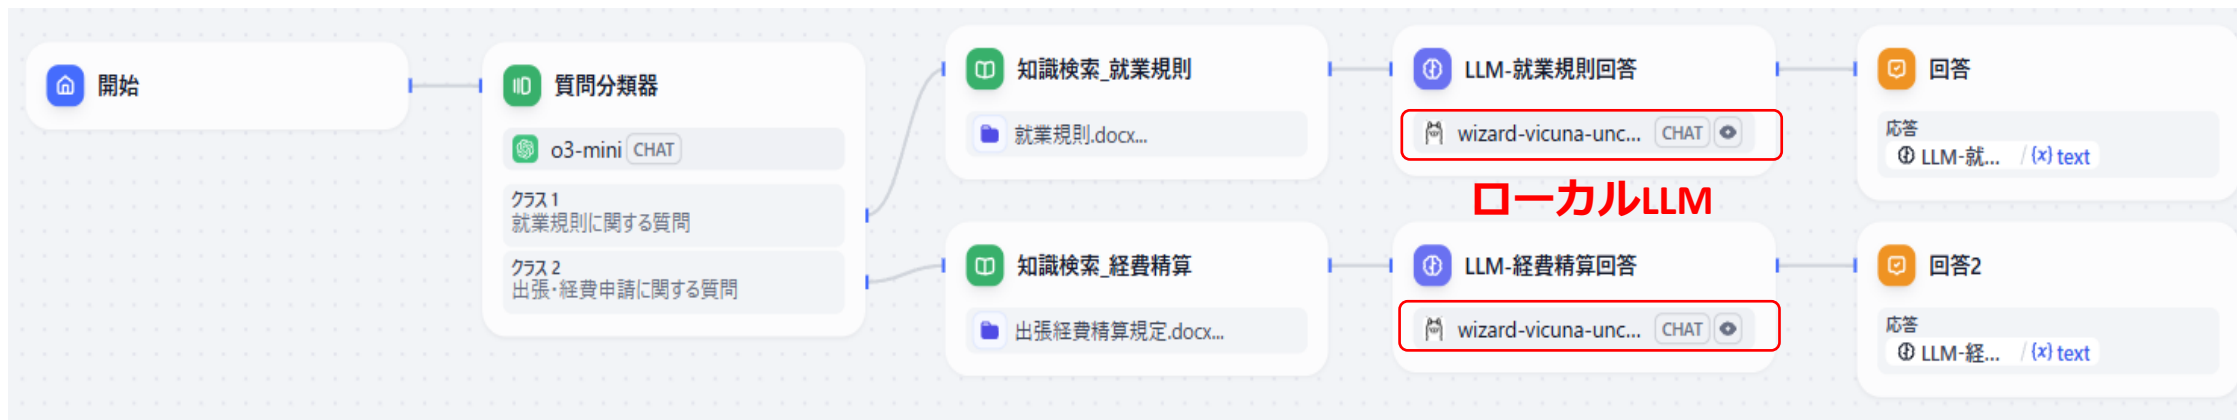 開始
質問分類器
o3-mini CHAT
クラス 1
就業規則に関する質問
クラス 2
出張・経費申請に関する質問
知識検索_就業規則
就業規則.docx...
LLM-就業規則回答
wizard-vicuna-unc... CHAT
回答
応答
LLM-就... / {x} text
ローカルLLM
知識検索_経費精算
出張経費精算規定.docx...
LLM-経費精算回答
wizard-vicuna-unc... CHAT
回答2
応答
LLM-経... / {x} text